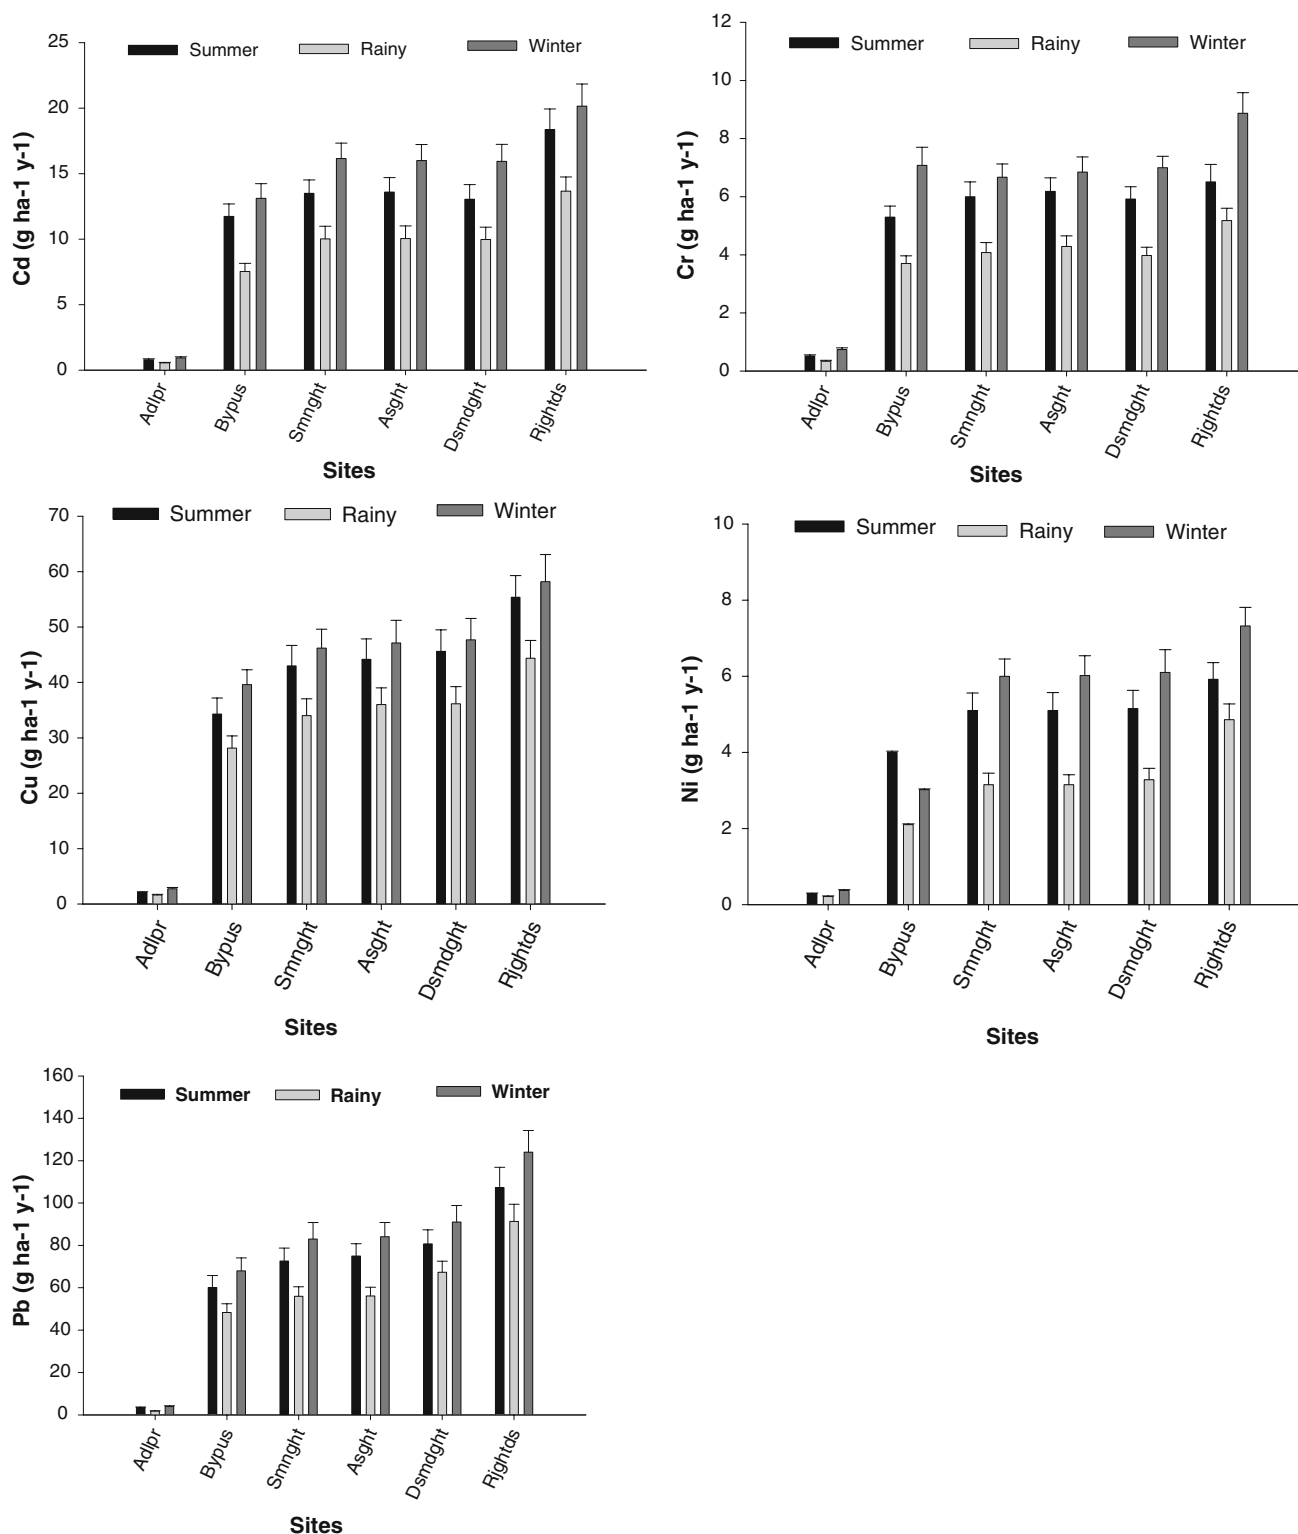 Cd (g ha-1 y-1)
25
20
15
10
5
0
Summer Rainy Winter
Adlpr Bypus Smnght Asght Dsmdght Rjghtds
Sites
Cr (g ha-1 y-1)
12
10
8
6
4
2
0
Summer Rainy Winter
Adlpr Bypus Smnght Asght Dsmdght Rjghtds
Sites
Cu (g ha-1 y-1)
70
60
50
40
30
20
10
0
Summer Rainy Winter
Adlpr Bypus Smnght Asght Dsmdght Rjghtds
Sites
Ni (g ha-1 y-1)
10
8
6
4
2
0
Summer Rainy Winter
Adlpr Bypus Smnght Asght Dsmdght Rjghtds
Sites
Pb (g ha-1 y-1)
160
140
120
100
80
60
40
20
0
Summer Rainy Winter
Adlpr Bypus Smnght Asght Dsmdght Rjghtds
Sites